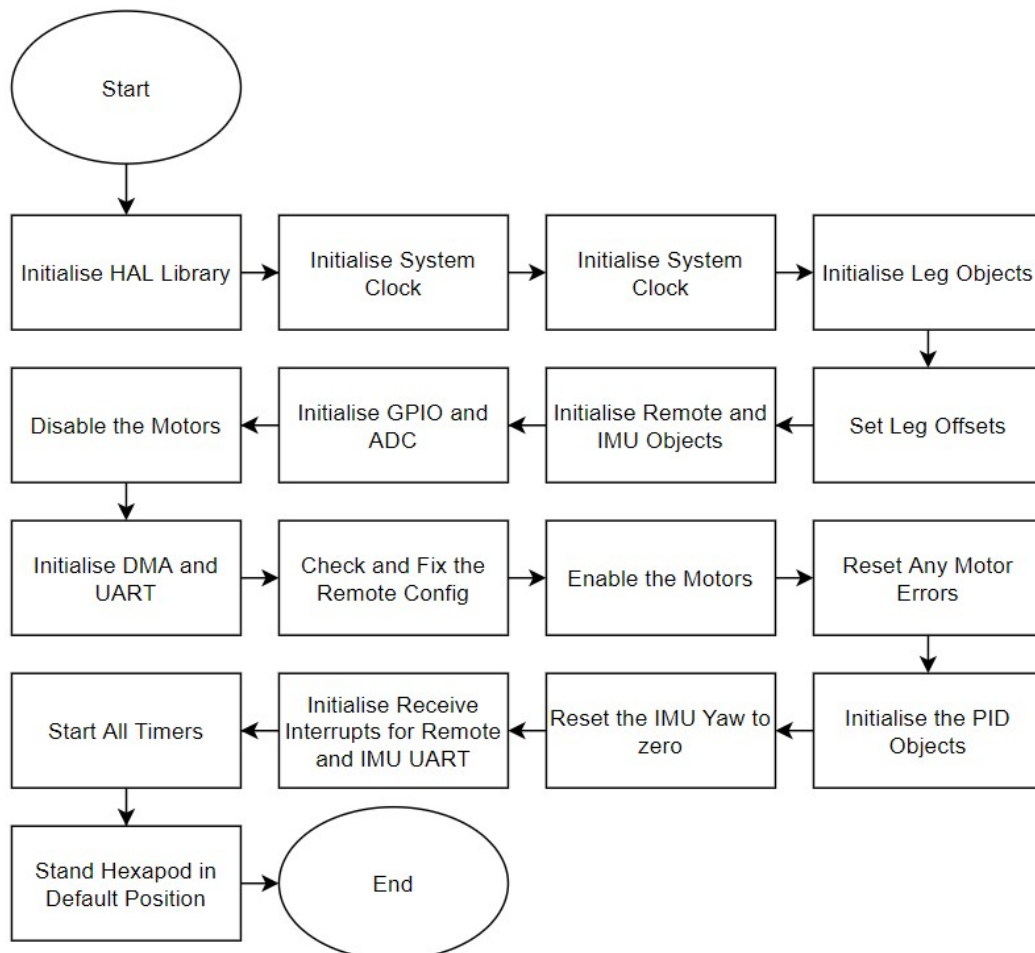 Start
Initialise HAL Library
Initialise System
Clock
Initialise System
Clock
Initialise Leg Objects
Set Leg Offsets
Initialise Remote and
IMU Objects
Initialise GPIO and
ADC
Disable the Motors
Initialise DMA and
UART
Check and Fix the
Remote Config
Enable the Motors
Reset Any Motor
Errors
Initialise the PID
Objects
Reset the IMU Yaw to
zero
Initialise Receive
Interrupts for Remote
and IMU UART
Start All Timers
Stand Hexapod in
Default Position
End